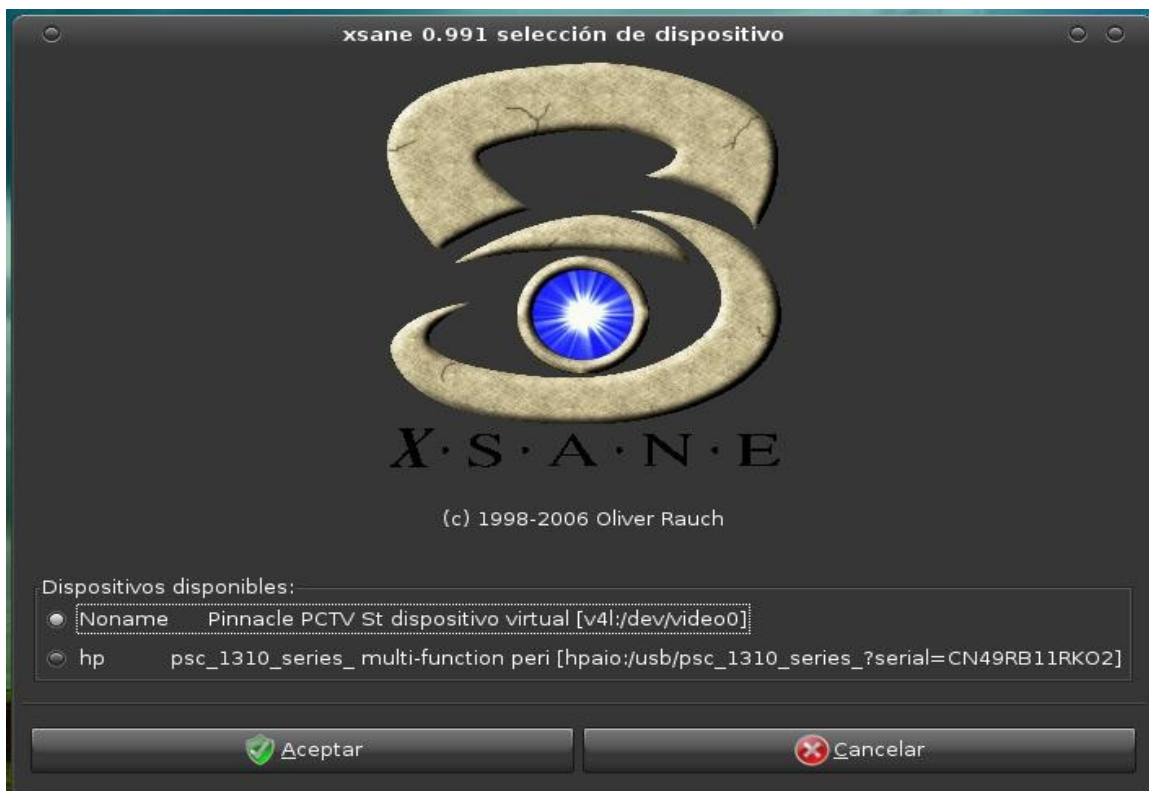 xsane 0.991 selección de dispositivo
X·S·A·N·E
(c) 1998-2006 Oliver Rauch
Dispositivos disponibles:
Noname Pinnacle PCTV St dispositivo virtual [v4l:/dev/video0]
hp psc_1310_series_ multi-function peri [hpaio:/usb/psc_1310_series_?serial=CN49RB11RKO2]
Aceptar
Cancelar